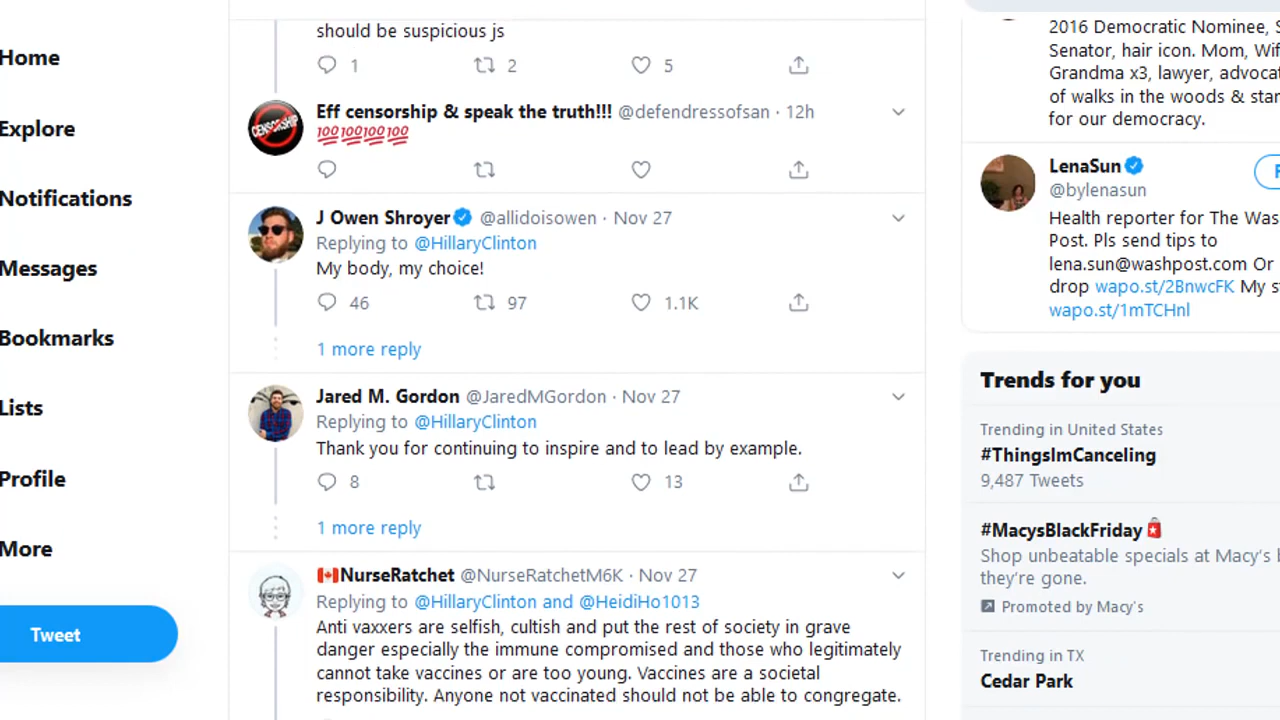 Home
Explore
Notifications
Messages
Bookmarks
Lists
Profile
More
Tweet
should be suspicious js
1 2 5
CENSORSHIP
Eff censorship & speak the truth!!! @defendressofsan · 12h
💯💯💯💯
J Owen Shroyer @allidoisowen · Nov 27
Replying to @HillaryClinton
My body, my choice!
46 97 1.1K
1 more reply
Jared M. Gordon @JaredMGordon · Nov 27
Replying to @HillaryClinton
Thank you for continuing to inspire and to lead by example.
8 13
1 more reply
🇨🇦NurseRatchet @NurseRatchetM6K · Nov 27
Replying to @HillaryClinton and @HeidiHo1013
Anti vaxxers are selfish, cultish and put the rest of society in grave
danger especially the immune compromised and those who legitimately
cannot take vaccines or are too young. Vaccines are a societal
responsibility. Anyone not vaccinated should not be able to congregate.
2016 Democratic Nominee, S
Senator, hair icon. Mom, Wif
Grandma x3, lawyer, advocat
of walks in the woods & stan
for our democracy.
LenaSun
@bylenasun
F
Health reporter for The Was
Post. Pls send tips to
lena.sun@washpost.com Or
drop wapo.st/2BnwcFK My s
wapo.st/1mTCHnl
Trends for you
Trending in United States
#ThingsImCanceling
9,487 Tweets
#MacysBlackFriday
Shop unbeatable specials at Macy's b
they're gone.
Promoted by Macy's
Trending in TX
Cedar Park